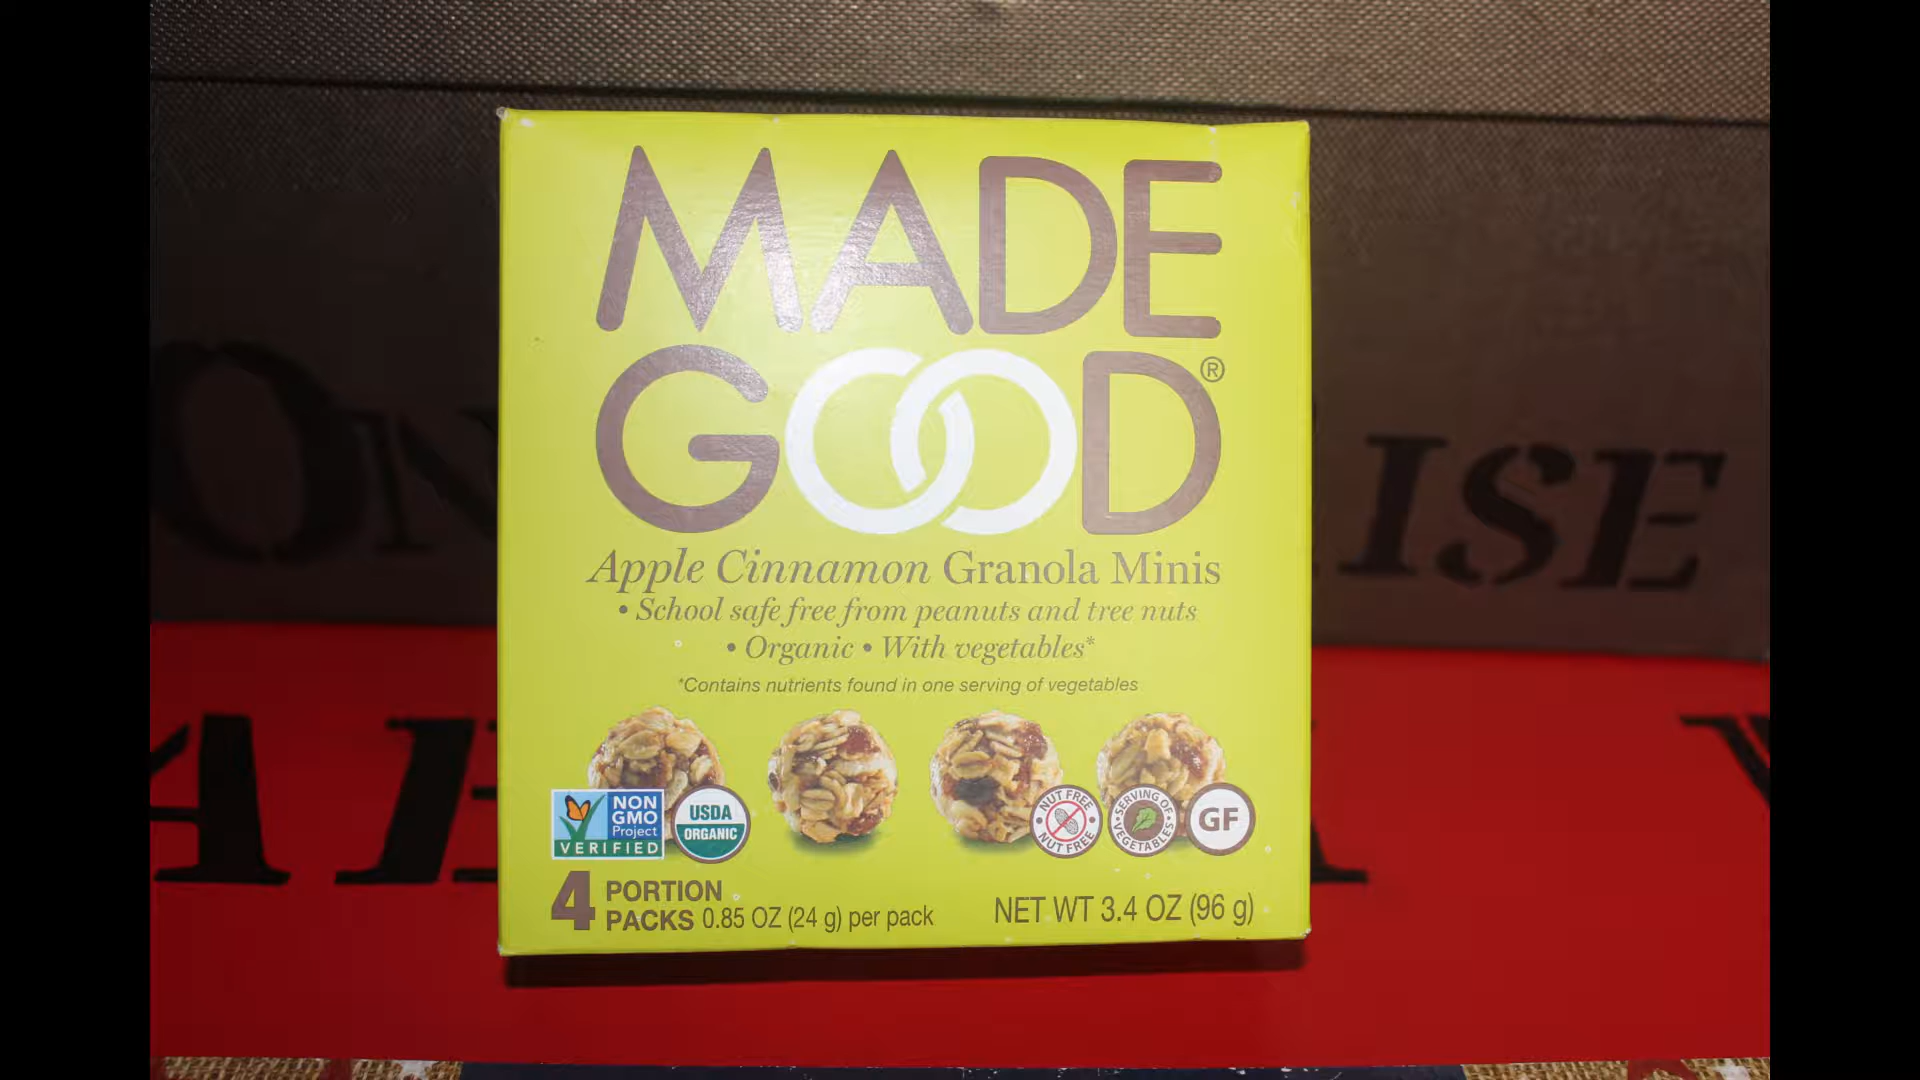 MADE
GOOD®
Apple Cinnamon Granola Minis
• School safe free from peanuts and tree nuts
• Organic • With vegetables*
*Contains nutrients found in one serving of vegetables
NON
GMO
Project
VERIFIED
USDA
ORGANIC
NUT FREE
NUT FREE
SERVING OF
VEGETABLES
GF
4 PORTION
PACKS 0.85 OZ (24 g) per pack
NET WT 3.4 OZ (96 g)